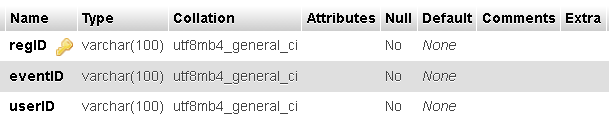 Name Type Collation Attributes Null Default Comments Extra
regID varchar(100) utf8mb4_general_ci No None
eventID varchar(100) utf8mb4_general_ci No None
userID varchar(100) utf8mb4_general_ci No None